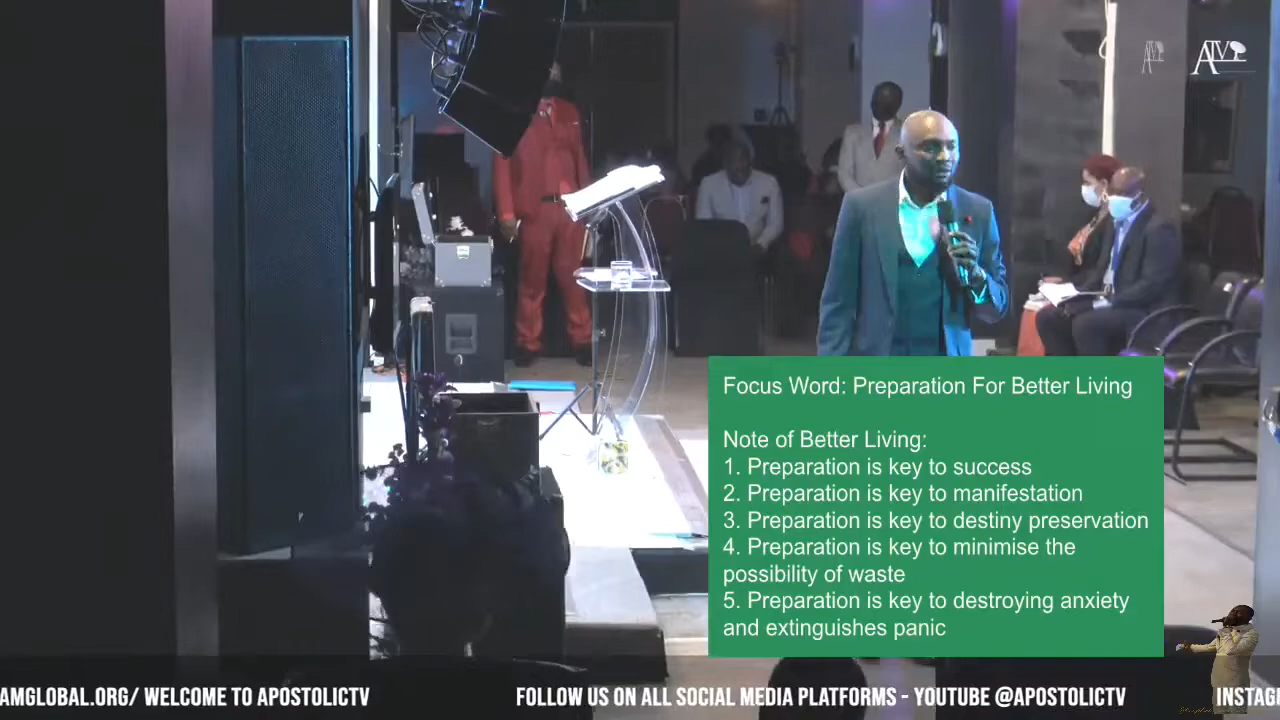 ATV
Focus Word: Preparation For Better Living
Note of Better Living:
1. Preparation is key to success
2. Preparation is key to manifestation
3. Preparation is key to destiny preservation
4. Preparation is key to minimise the
possibility of waste
5. Preparation is key to destroying anxiety
and extinguishes panic
AMGLOBAL.ORG/ WELCOME TO APOSTOLICTV
FOLLOW US ON ALL SOCIAL MEDIA PLATFORMS - YOUTUBE @APOSTOLICTV
INSTAG